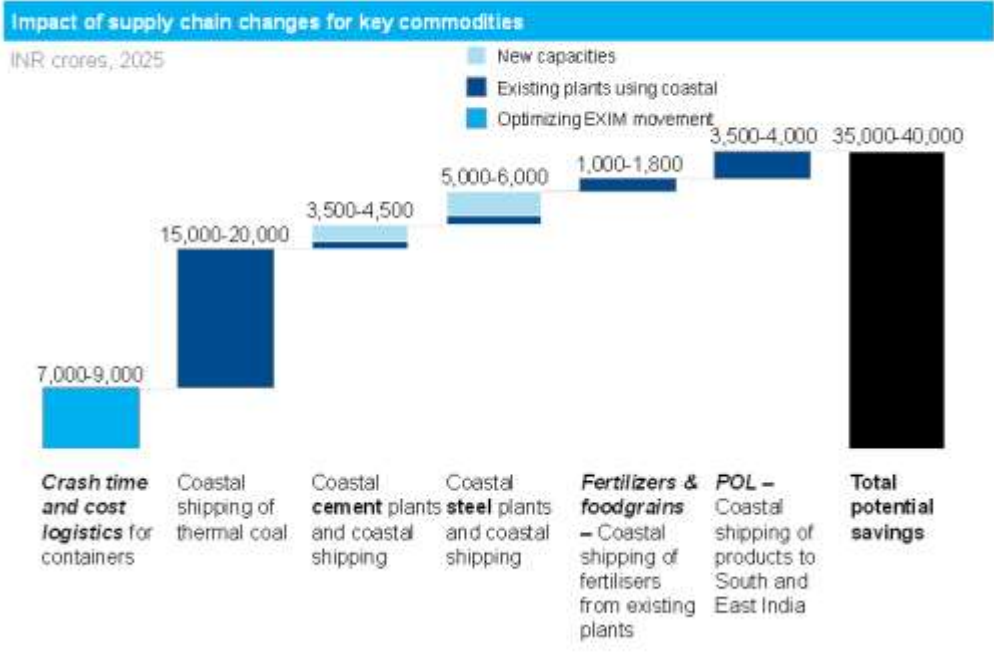 Impact of supply chain changes for key commodities
INR crores, 2025
New capacities
Existing plants using coastal
Optimizing EXIM movement
7,000-9,000
15,000-20,000
3,500-4,500
5,000-6,000
1,000-1,800
3,500-4,000
35,000-40,000
Crash time
and cost
logistics for
containers
Coastal
shipping of
thermal coal
Coastal
cement plants
and coastal
shipping
Coastal
steel plants
and coastal
shipping
Fertilizers &
foodgrains
– Coastal
shipping of
fertilisers
from existing
plants
POL –
Coastal
shipping of
products to
South and
East India
Total
potential
savings